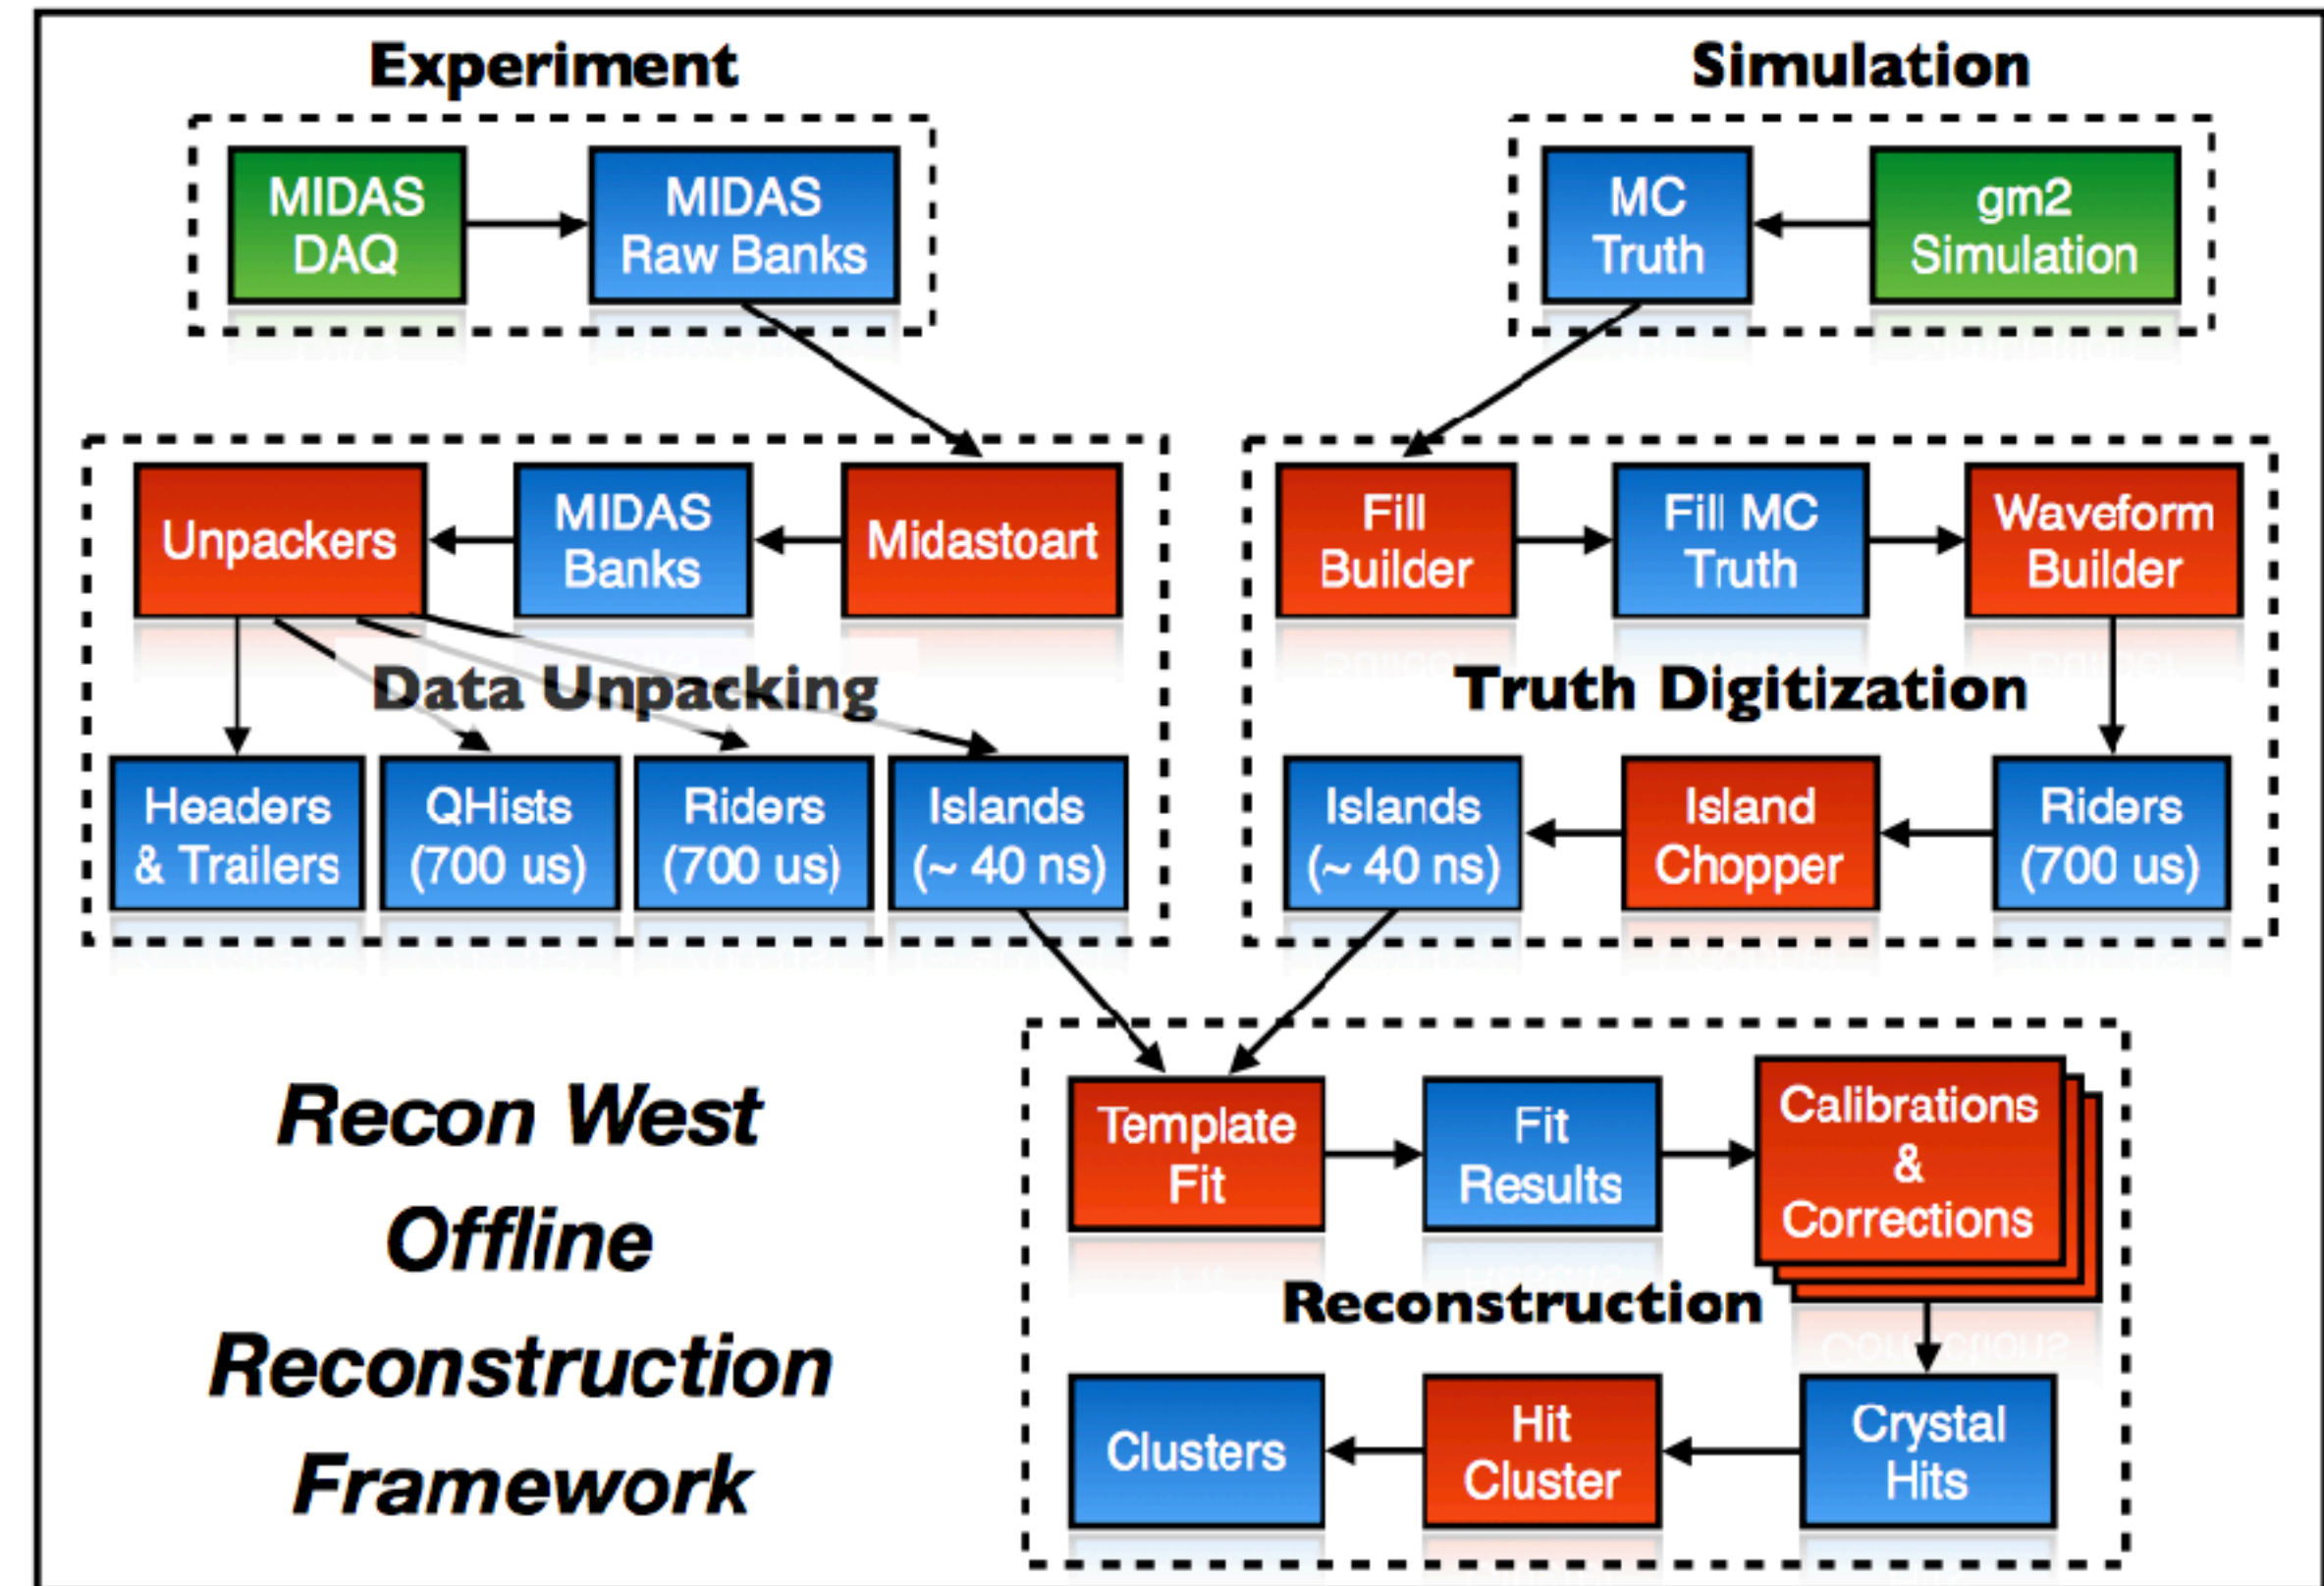 Experiment
MIDAS
DAQ
MIDAS
Raw Banks
Simulation
MC
Truth
gm2
Simulation
Unpackers
MIDAS
Banks
Midastoart
Data Unpacking
Headers
& Trailers
QHists
(700 us)
Riders
(700 us)
Islands
(~ 40 ns)
Fill
Builder
Fill MC
Truth
Waveform
Builder
Truth Digitization
Islands
(~ 40 ns)
Island
Chopper
Riders
(700 us)
Recon West
Offline
Reconstruction
Framework
Template
Fit
Fit
Results
Calibrations
&
Corrections
Reconstruction
Clusters
Hit
Cluster
Crystal
Hits